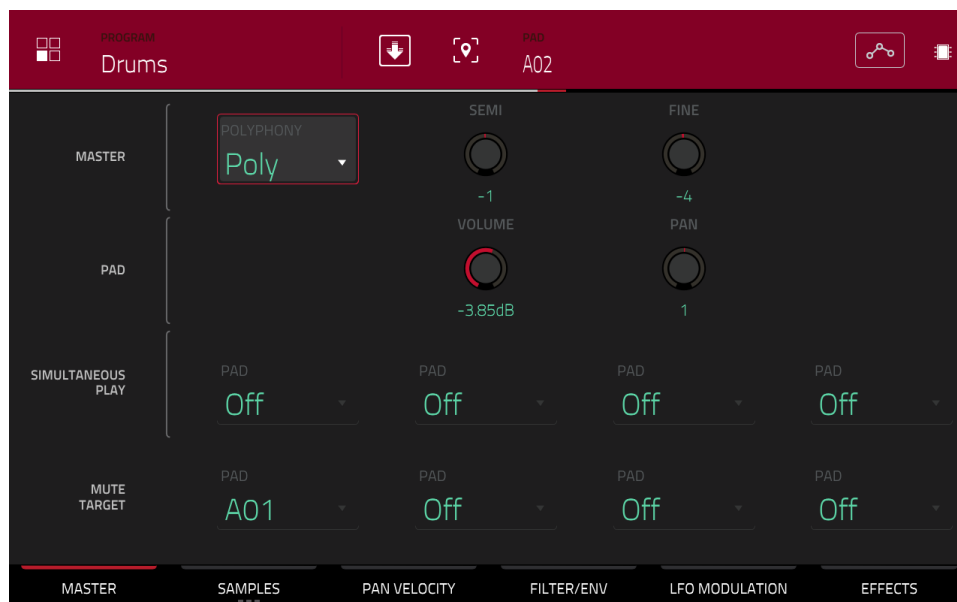 PROGRAM
Drums
PAD
A02
MASTER
POLYPHONY
Poly
SEMI
-1
FINE
-4
PAD
VOLUME
-3.85dB
PAN
1
SIMULTANEOUS
PLAY
PAD
Off
PAD
Off
PAD
Off
PAD
Off
MUTE
TARGET
PAD
A01
PAD
Off
PAD
Off
PAD
Off
MASTER
SAMPLES
PAN VELOCITY
FILTER/ENV
LFO MODULATION
EFFECTS